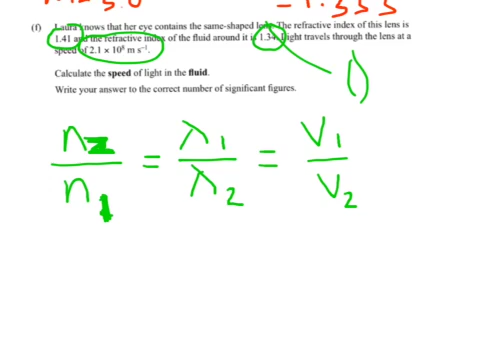 = 1.555
(f) Laura knows that her eye contains the same-shaped lens. The refractive index of this lens is
1.41 and the refractive index of the fluid around it is 1.34. Light travels through the lens at a
speed of 2.1 × 10⁸ m s⁻¹.
Calculate the speed of light in the fluid.
Write your answer to the correct number of significant figures.
n2/n1 = λ1/λ2 = V1/V2